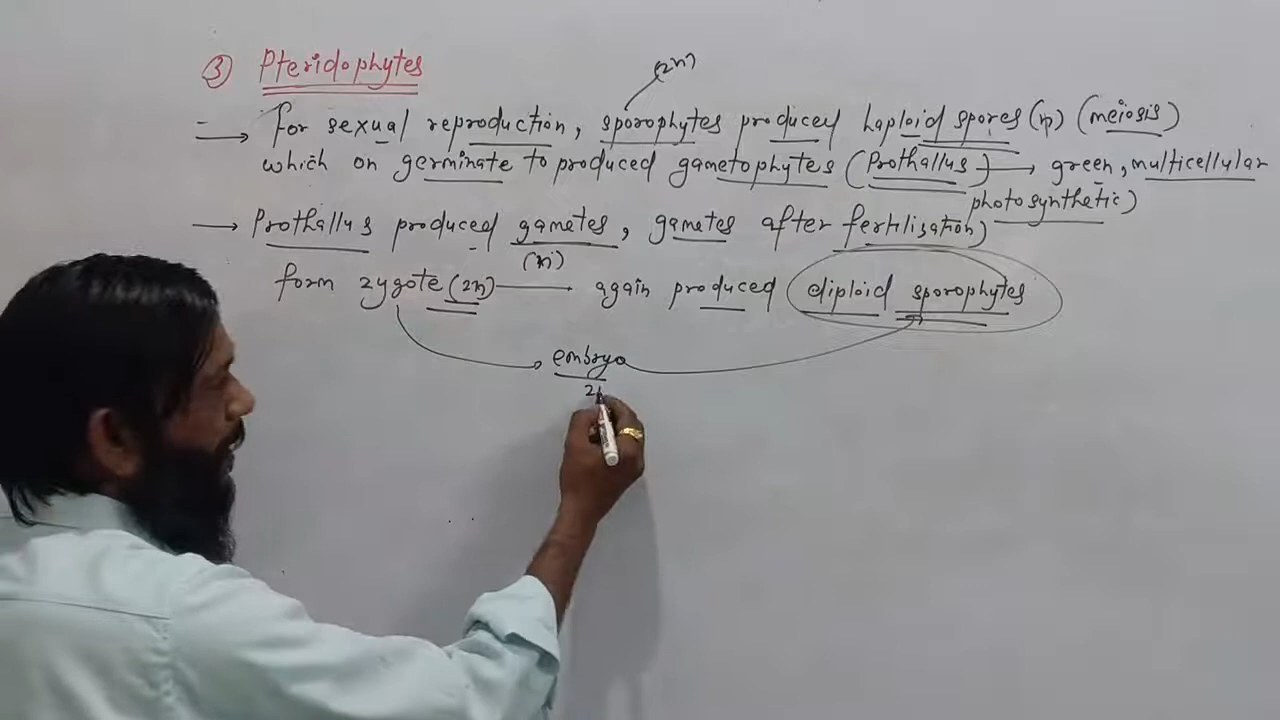 ③ Pteridophytes
(2n)
→ For sexual reproduction, sporophytes produced haploid spores (n) (meiosis)
which on germinate to produced gametophytes (Prothallus → green, multicellular
photosynthetic)
→ Prothallus produced gametes, gametes after fertilisation)
(n)
form zygote (2n) → again produced diploid sporophytes
embryo
2